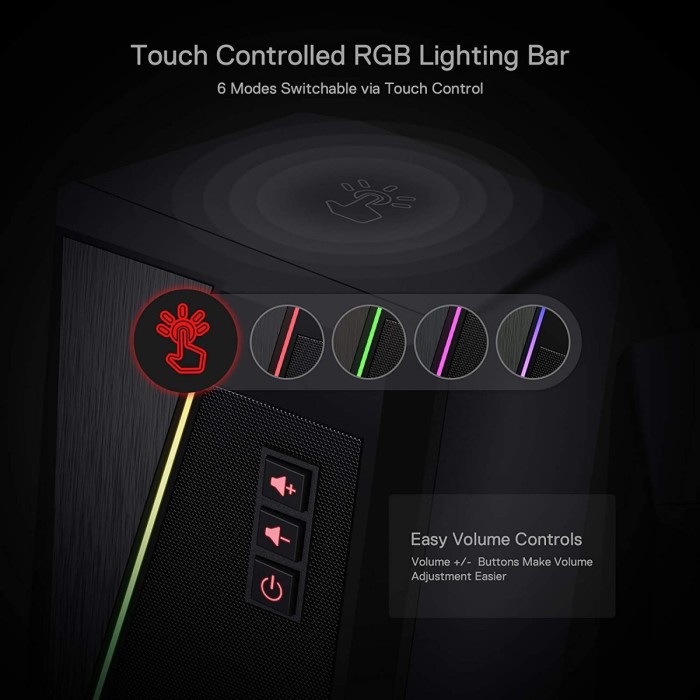 Touch Controlled RGB Lighting Bar
6 Modes Switchable via Touch Control
Easy Volume Controls
Volume +/-  Buttons Make Volume
Adjustment Easier